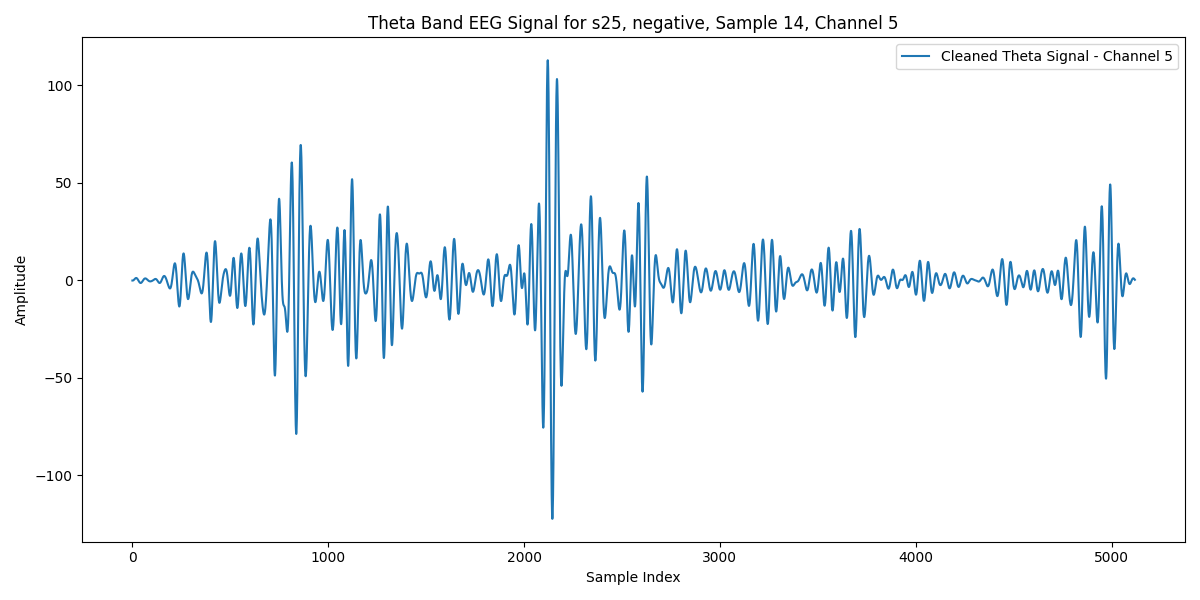 Theta Band EEG Signal for s25, negative, Sample 14, Channel 5
Cleaned Theta Signal - Channel 5
100
50
0
−50
−100
Amplitude
0 1000 2000 3000 4000 5000
Sample Index